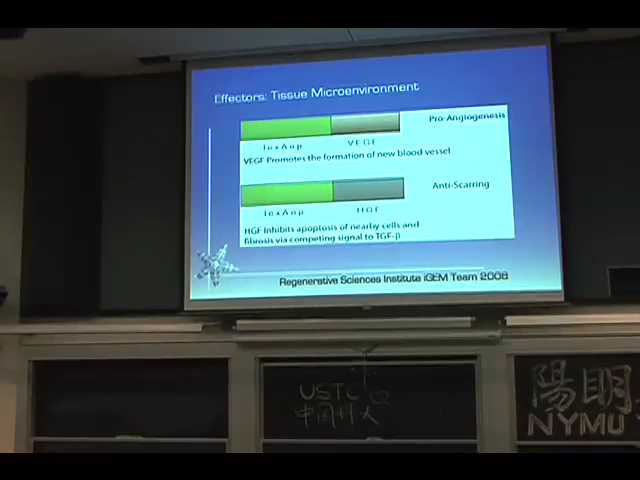 Effectors: Tissue Microenvironment
Pro-Angiogenesis
lexAop VEGF
VEGF Promotes the formation of new blood vessel
Anti-Scarring
lexAop HGF
HGF Inhibits apoptosis of nearby cells and
fibrosis via competing signal to TGF-β
Regenerative Sciences Institute iGEM Team 2008
USTC
中国科大
陽明
NYMU